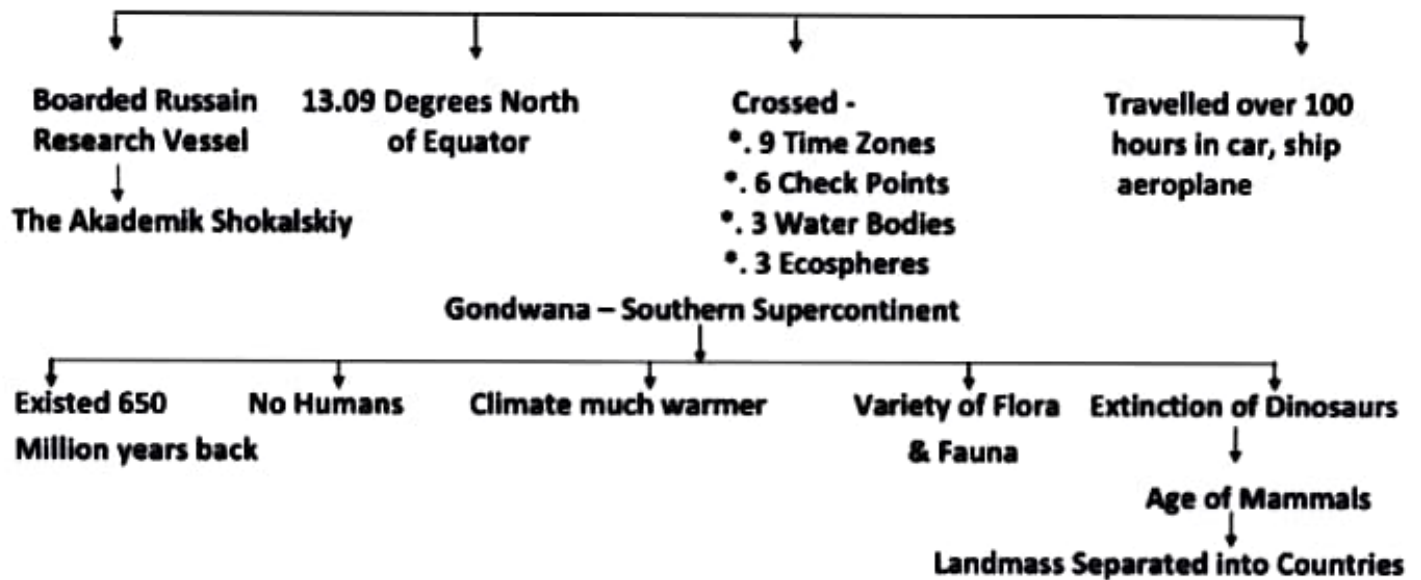 Boarded Russain
Research Vessel
The Akademik Shokalskiy
13.09 Degrees North
of Equator
Crossed -
•. 9 Time Zones
•. 6 Check Points
•. 3 Water Bodies
•. 3 Ecospheres
Travelled over 100
hours in car, ship
aeroplane
Gondwana – Southern Supercontinent
Existed 650
Million years back
No Humans
Climate much warmer
Variety of Flora
& Fauna
Extinction of Dinosaurs
Age of Mammals
Landmass Separated into Countries